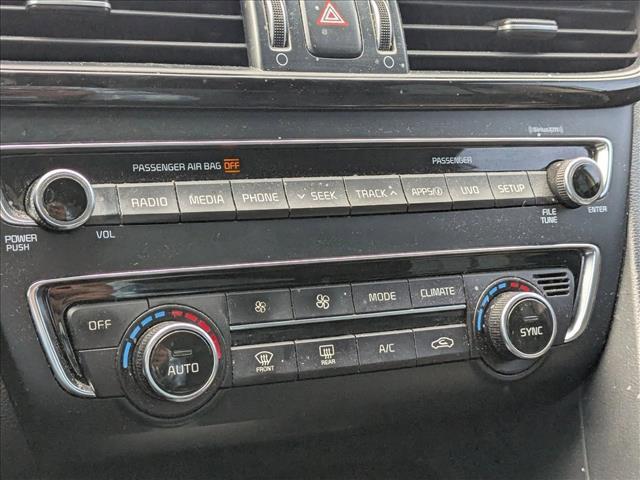 SiriusXM
PASSENGER AIR BAG OFF PASSENGER
RADIO MEDIA PHONE SEEK TRACK APPS UVO SETUP
POWER PUSH VOL FILE TUNE ENTER
OFF MODE CLIMATE
AUTO FRONT REAR A/C SYNC